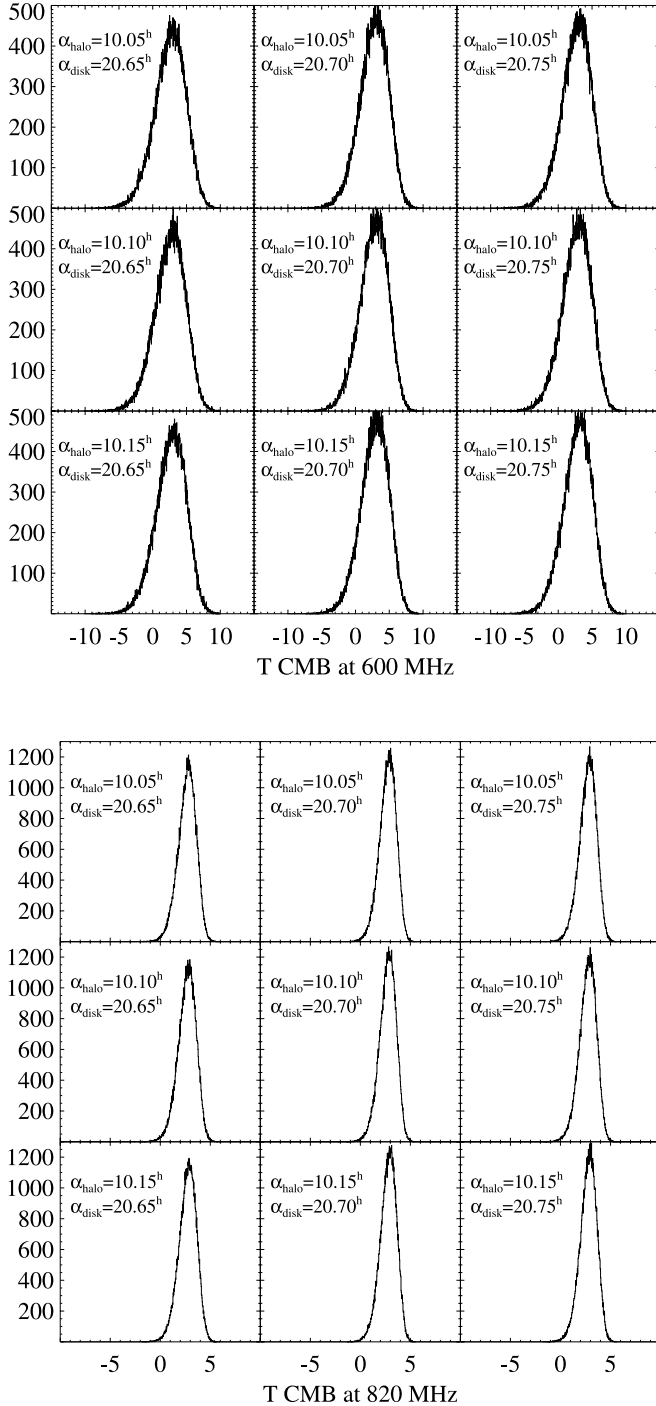 500
400
300
200
100
α_halo=10.05^h
α_disk=20.65^h
α_halo=10.05^h
α_disk=20.70^h
α_halo=10.05^h
α_disk=20.75^h
500
400
300
200
100
α_halo=10.10^h
α_disk=20.65^h
α_halo=10.10^h
α_disk=20.70^h
α_halo=10.10^h
α_disk=20.75^h
500
400
300
200
100
α_halo=10.15^h
α_disk=20.65^h
α_halo=10.15^h
α_disk=20.70^h
α_halo=10.15^h
α_disk=20.75^h
-10 -5 0 5 10 -10 -5 0 5 10 -10 -5 0 5 10
T CMB at 600 MHz
1200
1000
800
600
400
200
α_halo=10.05^h
α_disk=20.65^h
α_halo=10.05^h
α_disk=20.70^h
α_halo=10.05^h
α_disk=20.75^h
1200
1000
800
600
400
200
α_halo=10.10^h
α_disk=20.65^h
α_halo=10.10^h
α_disk=20.70^h
α_halo=10.10^h
α_disk=20.75^h
1200
1000
800
600
400
200
α_halo=10.15^h
α_disk=20.65^h
α_halo=10.15^h
α_disk=20.70^h
α_halo=10.15^h
α_disk=20.75^h
-5 0 5 -5 0 5 -5 0 5
T CMB at 820 MHz